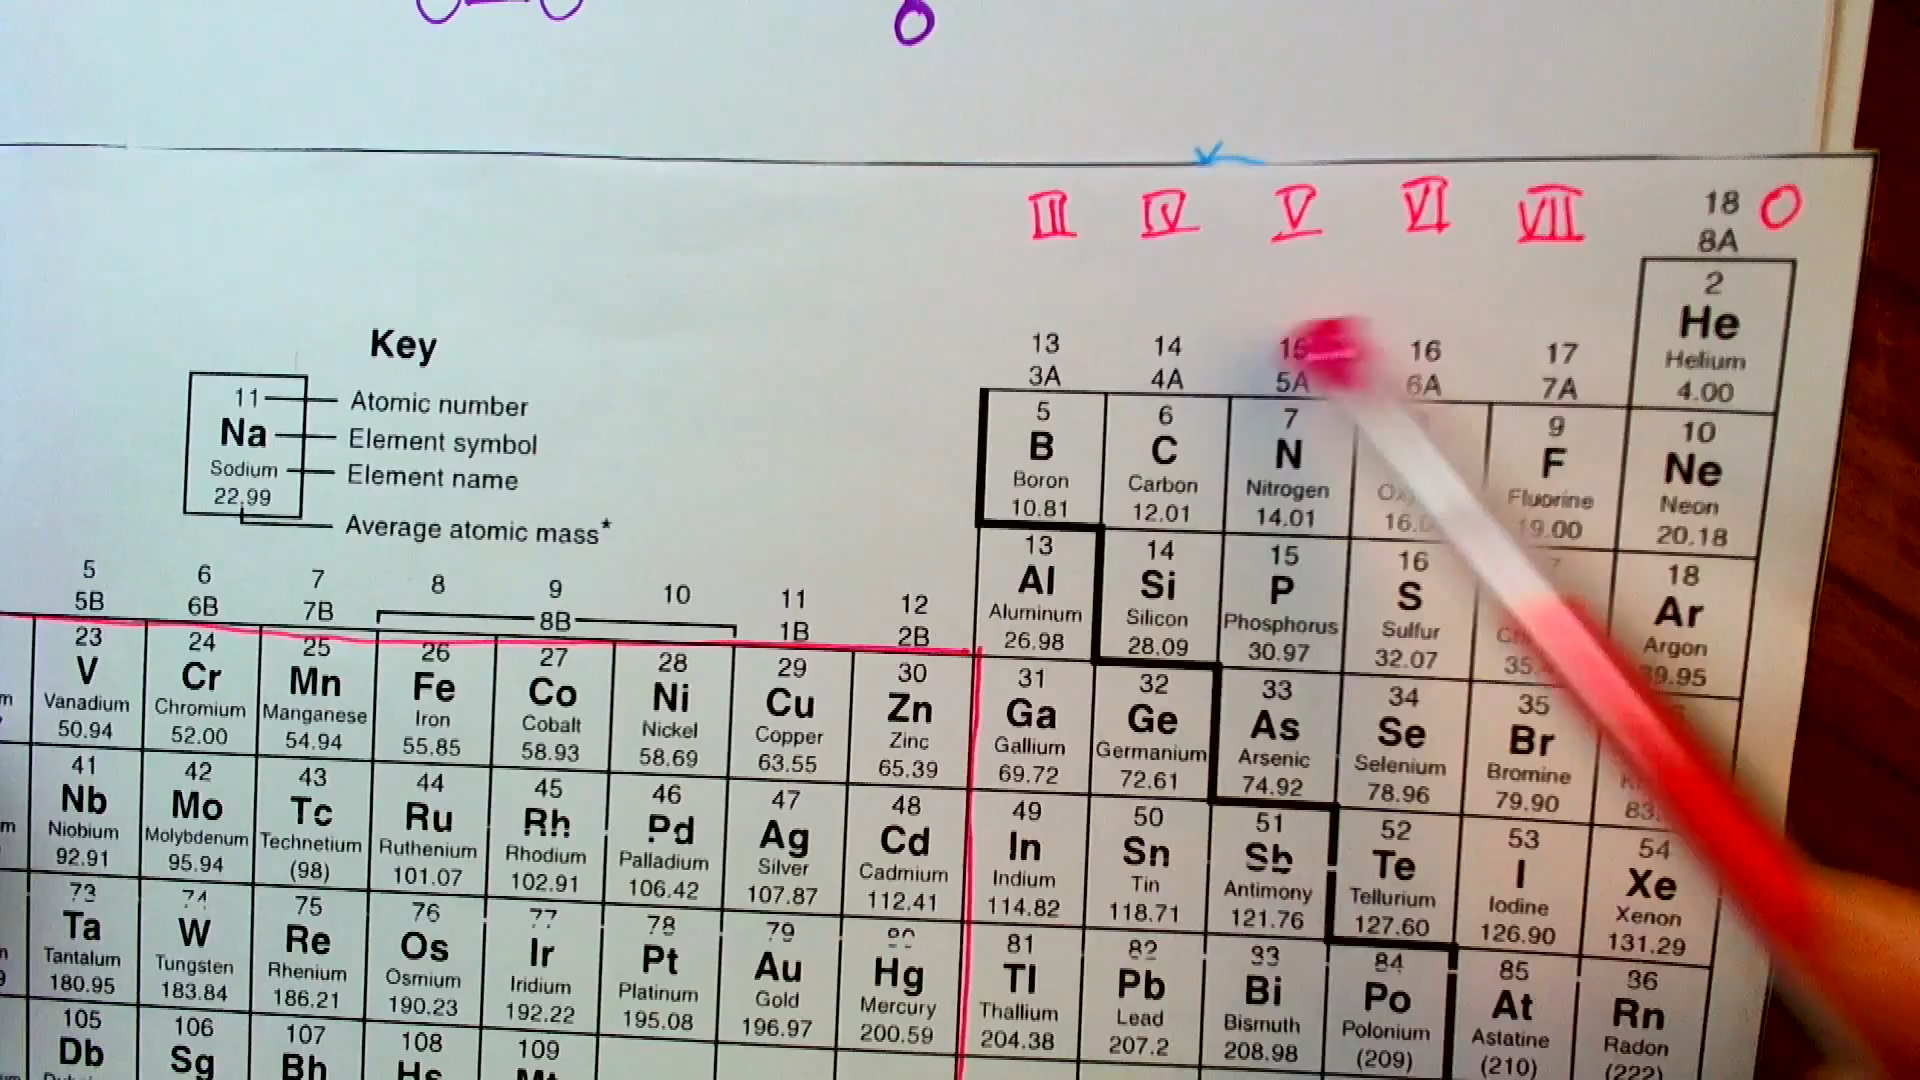 III IV V VI VII 18 O
8A
2
He
Helium
4.00
Key
11 Atomic number
Na Element symbol
Sodium Element name
22.99
Average atomic mass*
13 14 15 16 17
3A 4A 5A 6A 7A
5 6 7 9 10
B C N F Ne
Boron Carbon Nitrogen Fluorine Neon
10.81 12.01 14.01 19.00 20.18
13 14 15 16 18
Al Si P S Ar
Aluminum Silicon Phosphorus Sulfur Argon
26.98 28.09 30.97 32.07 39.95
5 6 7 8 9 10 11 12
5B 6B 7B 8B 1B 2B
23 24 25 26 27 28 29 30 31 32 33 34 35
V Cr Mn Fe Co Ni Cu Zn Ga Ge As Se Br
Vanadium Chromium Manganese Iron Cobalt Nickel Copper Zinc Gallium Germanium Arsenic Selenium Bromine
50.94 52.00 54.94 55.85 58.93 58.69 63.55 65.39 69.72 72.61 74.92 78.96 79.90
41 42 43 44 45 46 47 48 49 50 51 52 53 54
Nb Mo Tc Ru Rh Pd Ag Cd In Sn Sb Te I Xe
Niobium Molybdenum Technetium Ruthenium Rhodium Palladium Silver Cadmium Indium Tin Antimony Tellurium Iodine Xenon
92.91 95.94 (98) 101.07 102.91 106.42 107.87 112.41 114.82 118.71 121.76 127.60 126.90 131.29
73 74 75 76 77 78 79 80 81 82 83 84 85 86
Ta W Re Os Ir Pt Au Hg Tl Pb Bi Po At Rn
Tantalum Tungsten Rhenium Osmium Iridium Platinum Gold Mercury Thallium Lead Bismuth Polonium Astatine Radon
180.95 183.84 186.21 190.23 192.22 195.08 196.97 200.59 204.38 207.2 208.98 (209) (210) (222)
105 106 107 108 109
Db Sg Bh Hs Mt